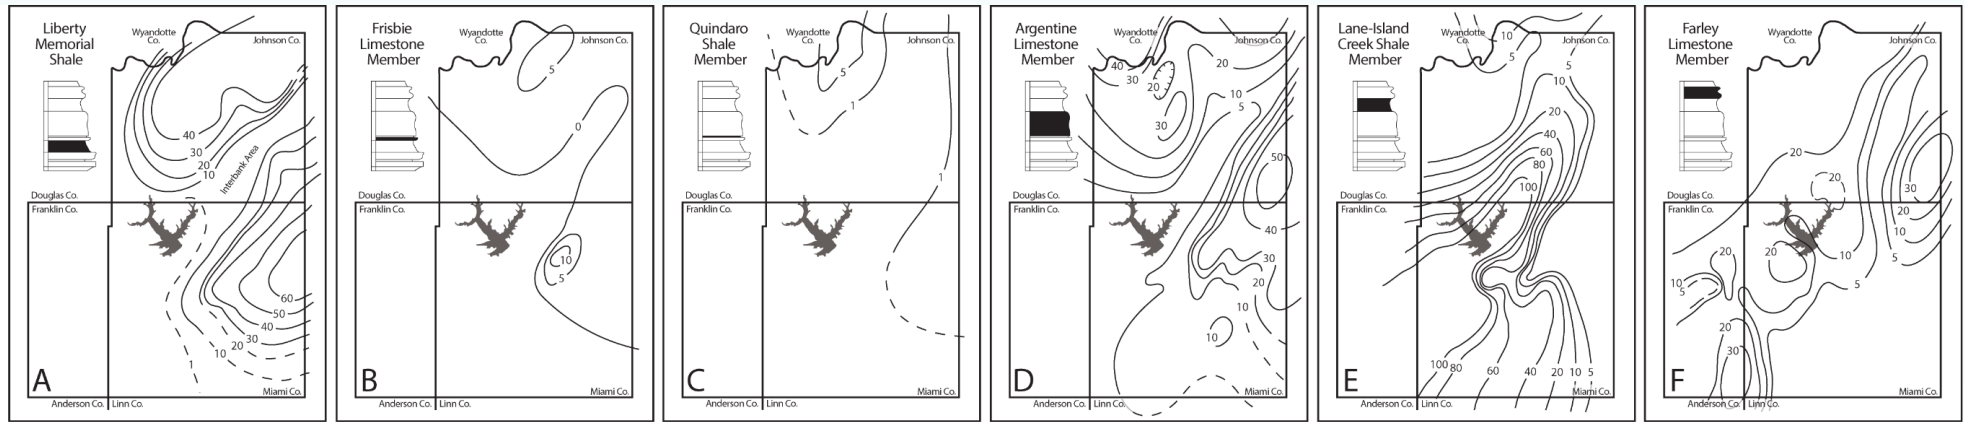 Liberty
Memorial
Shale
Wyandotte
Co.
Johnson Co.
40
30
20
10
Interbank Area
Douglas Co.
Franklin Co.
60
50
40
30
20
10
1
A
Miami Co.
Anderson Co.
Linn Co.
Frisbie
Limestone
Member
Wyandotte
Co.
Johnson Co.
5
0
Douglas Co.
Franklin Co.
10
5
B
Miami Co.
Anderson Co.
Linn Co.
Quindaro
Shale
Member
Wyandotte
Co.
Johnson Co.
5
1
1
Douglas Co.
Franklin Co.
C
Miami Co.
Anderson Co.
Linn Co.
Argentine
Limestone
Member
Wyandotte
Co.
Johnson Co.
40
30
20
20
10
5
30
50
Douglas Co.
Franklin Co.
40
30
20
10
10
D
Miami Co.
Anderson Co.
Linn Co.
Lane-Island
Creek Shale
Member
Wyandotte
Co.
10
Johnson Co.
5
5
10
20
40
60
80
100
Douglas Co.
Franklin Co.
100
80
60
40
20
10
5
E
Miami Co.
Anderson Co.
Linn Co.
Farley
Limestone
Member
Wyandotte
Co.
Johnson Co.
20
20
30
Douglas Co.
Franklin Co.
20
10
20
20
10
5
10
5
5
20
30
F
Miami Co.
Anderson Co.
Linn Co.